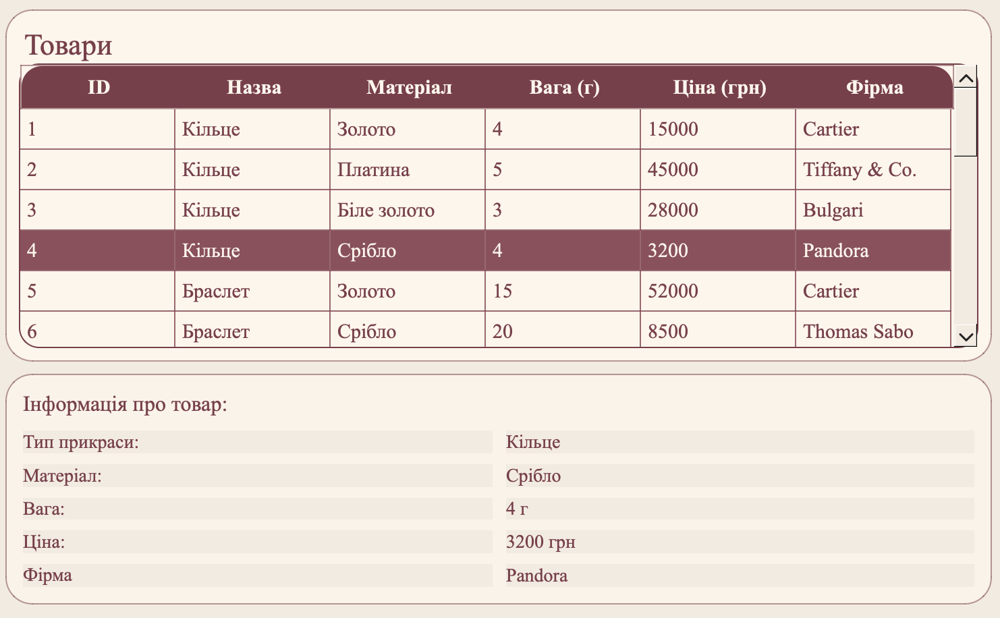 Товари
ID Назва Матеріал Вага (г) Ціна (грн) Фірма
1 Кільце Золото 4 15000 Cartier
2 Кільце Платина 5 45000 Tiffany & Co.
3 Кільце Біле золото 3 28000 Bulgari
4 Кільце Срібло 4 3200 Pandora
5 Браслет Золото 15 52000 Cartier
6 Браслет Срібло 20 8500 Thomas Sabo
Інформація про товар:
Тип прикраси: Кільце
Матеріал: Срібло
Вага: 4 г
Ціна: 3200 грн
Фірма Pandora